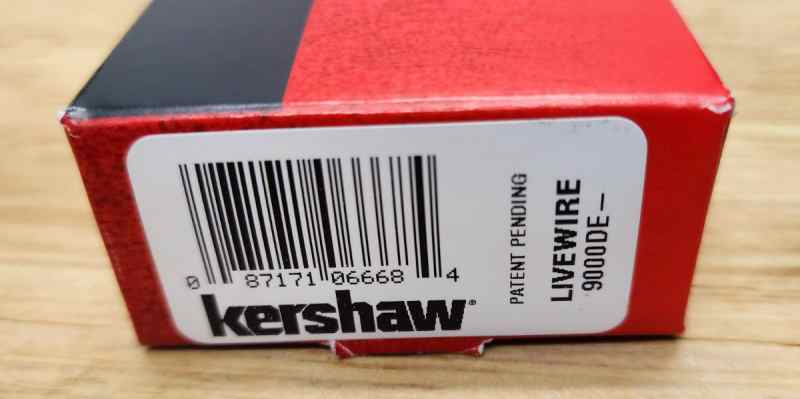 0 87171 06668 4
kershaw®
PATENT PENDING
LIVEWIRE
9000DE-